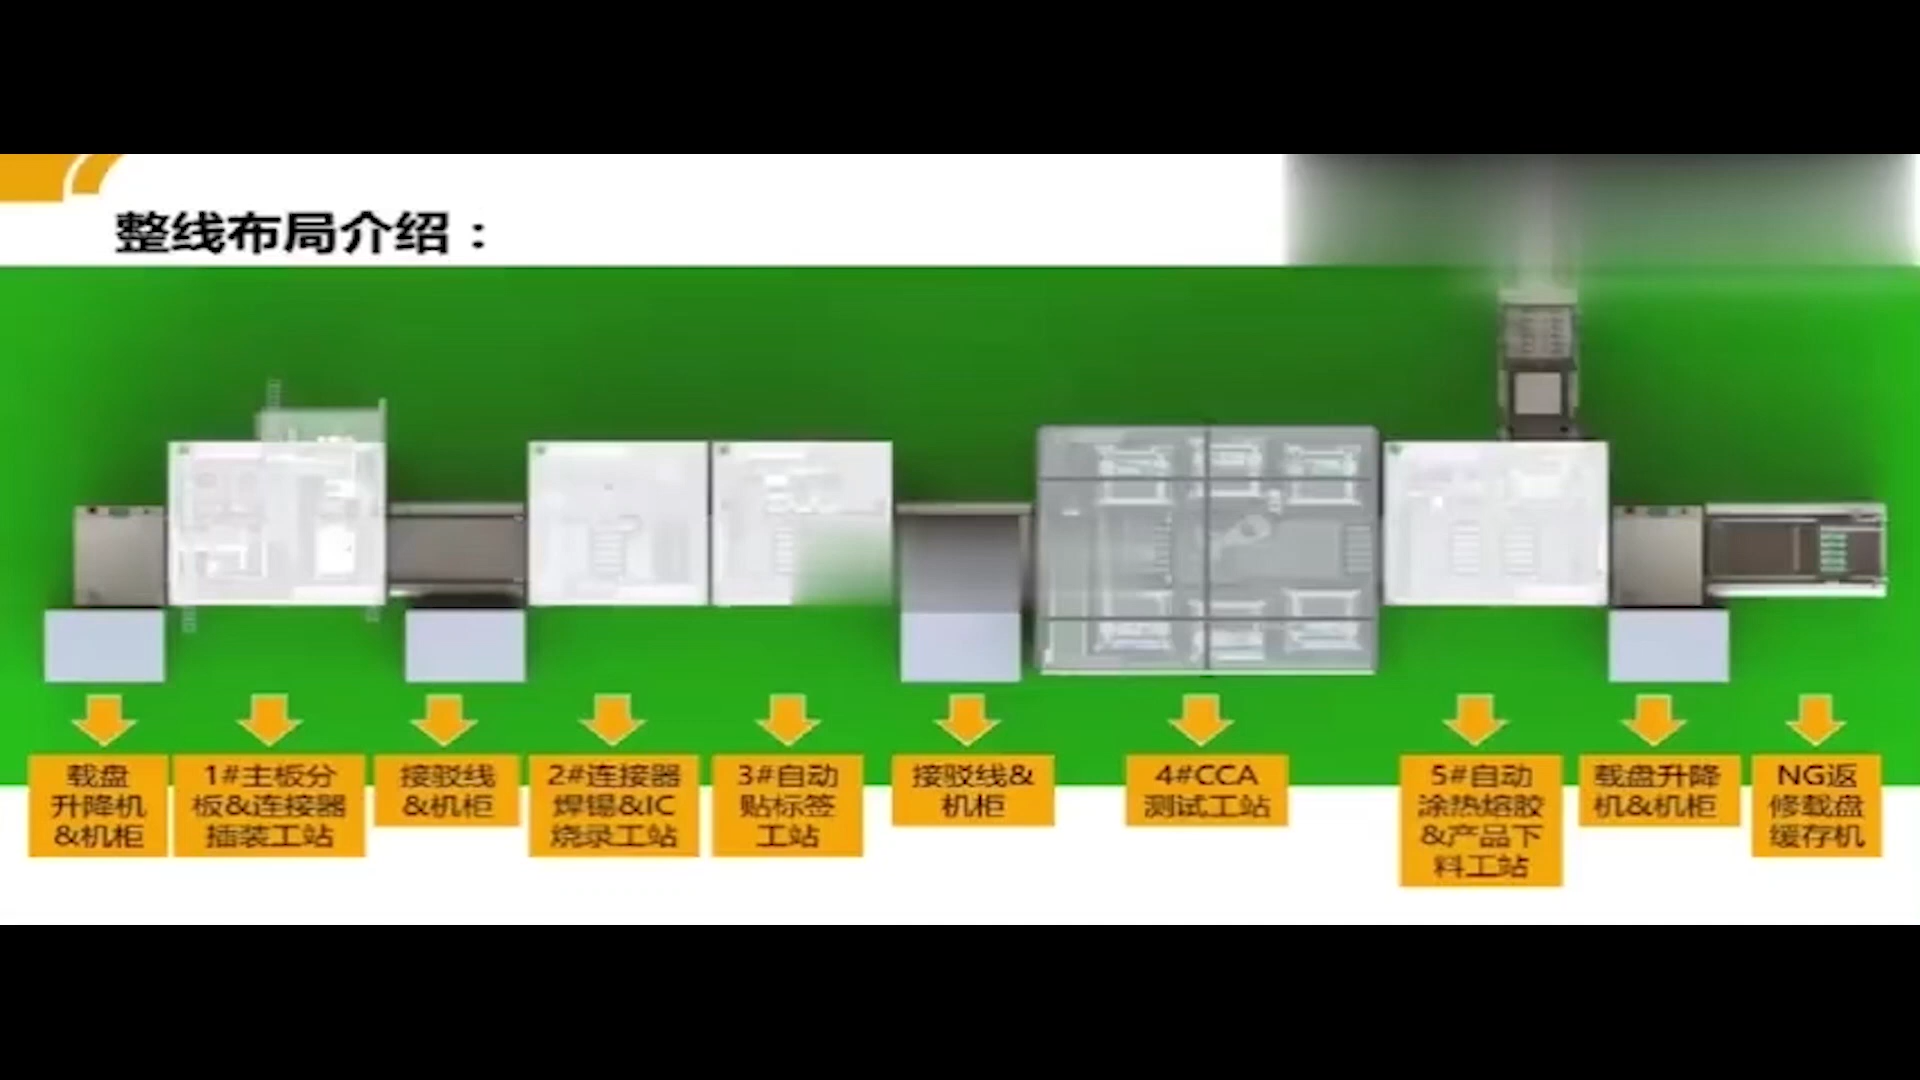 整线布局介绍：
载盘
升降机
&机柜
1#主板分
板&连接器
插装工站
接驳线
&机柜
2#连接器
焊锡&IC
烧录工站
3#自动
贴标签
工站
接驳线&
机柜
4#CCA
测试工站
5#自动
涂热熔胶
&产品下
料工站
载盘升降
机&机柜
NG返
修载盘
缓存机